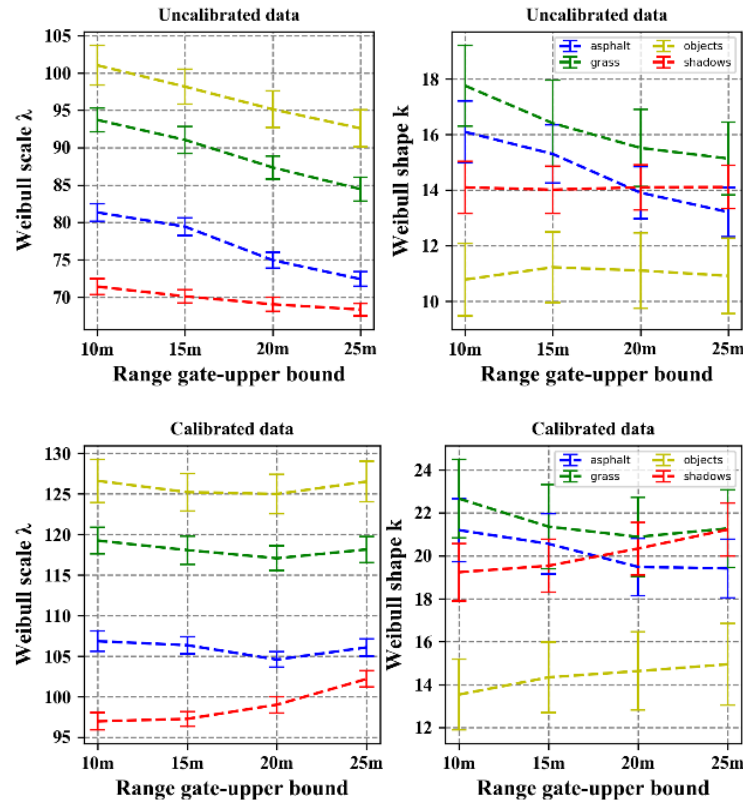 Uncalibrated data
Weibull scale λ
105
100
95
90
85
80
75
70
10m 15m 20m 25m
Range gate-upper bound
Uncalibrated data
asphalt objects
grass shadows
Weibull shape k
18
16
14
12
10
10m 15m 20m 25m
Range gate-upper bound
Calibrated data
Weibull scale λ
130
125
120
115
110
105
100
95
10m 15m 20m 25m
Range gate-upper bound
Calibrated data
asphalt objects
grass shadows
Weibull shape k
24
22
20
18
16
14
12
10m 15m 20m 25m
Range gate-upper bound